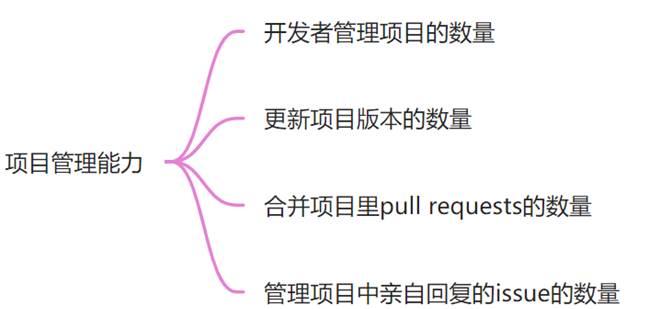 开发者管理项目的数量
更新项目版本的数量
项目管理能力
合并项目里pull requests的数量
管理项目中亲自回复的issue的数量